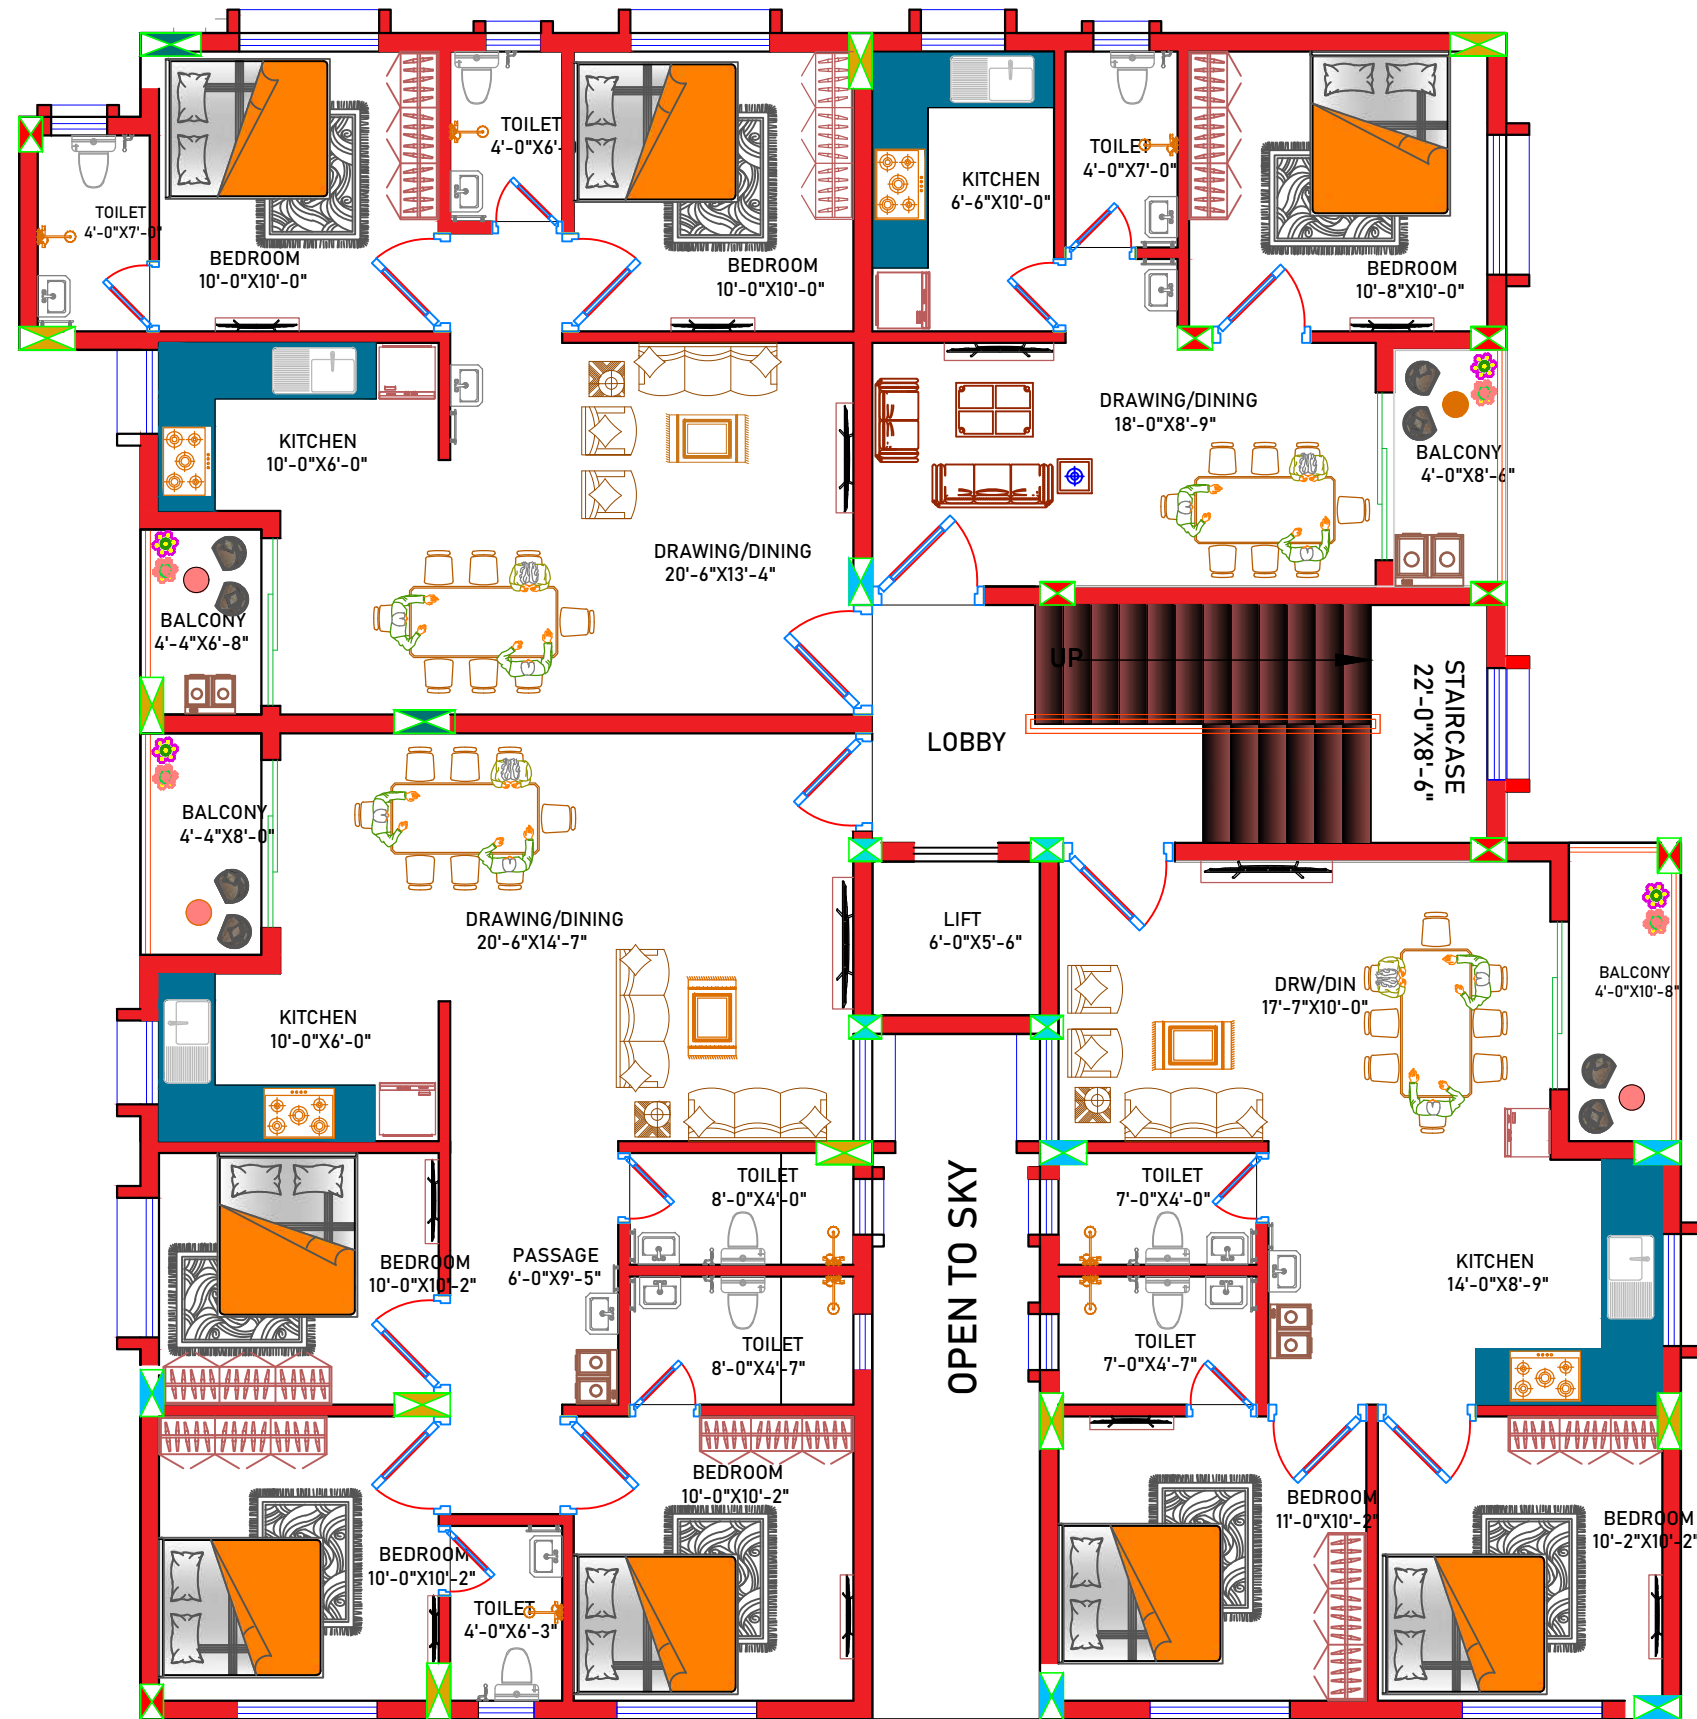 TOILET
4'-0"X6'-
TOILET
4'-0"X7'-0"
KITCHEN
6'-6"X10'-0"
TOILET
4'-0"X7'-0"
BEDROOM
10'-0"X10'-0"
BEDROOM
10'-0"X10'-0"
BEDROOM
10'-8"X10'-0"
KITCHEN
10'-0"X6'-0"
DRAWING/DINING
18'-0"X8'-9"
BALCONY
4'-0"X8'-6"
DRAWING/DINING
20'-6"X13'-4"
BALCONY
4'-4"X6'-8"
UP
STAIRCASE
22'-0"X8'-6"
LOBBY
BALCONY
4'-4"X8'-0"
DRAWING/DINING
20'-6"X14'-7"
LIFT
6'-0"X5'-6"
DRW/DIN
17'-7"X10'-0"
BALCONY
4'-0"X10'-8"
KITCHEN
10'-0"X6'-0"
TOILET
8'-0"X4'-0"
TOILET
7'-0"X4'-0"
BEDROOM
10'-0"X10'-2"
PASSAGE
6'-0"X9'-5"
OPEN TO SKY
KITCHEN
14'-0"X8'-9"
TOILET
8'-0"X4'-7"
TOILET
7'-0"X4'-7"
BEDROOM
10'-0"X10'-2"
BEDROOM
11'-0"X10'-2"
BEDROOM
10'-2"X10'-2"
BEDROOM
10'-0"X10'-2"
TOILET
4'-0"X6'-3"